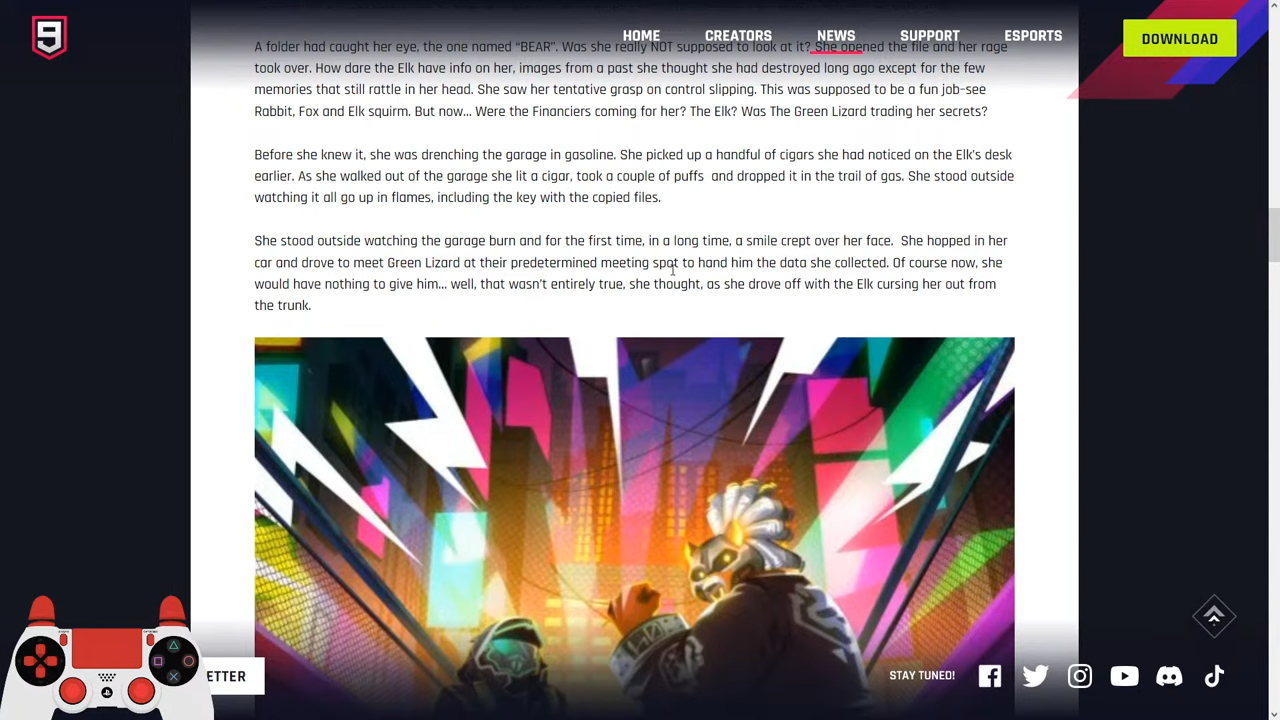 HOME CREATORS NEWS SUPPORT ESPORTS DOWNLOAD
A folder had caught her eye, the one named "BEAR". Was she really NOT supposed to look at it? She opened the file and her rage
took over. How dare the Elk have info on her, images from a past she thought she had destroyed long ago except for the few
memories that still rattle in her head. She saw her tentative grasp on control slipping. This was supposed to be a fun job–see
Rabbit, Fox and Elk squirm. But now... Were the Financiers coming for her? The Elk? Was The Green Lizard trading her secrets?
Before she knew it, she was drenching the garage in gasoline. She picked up a handful of cigars she had noticed on the Elk's desk
earlier. As she walked out of the garage she lit a cigar, took a couple of puffs and dropped it in the trail of gas. She stood outside
watching it all go up in flames, including the key with the copied files.
She stood outside watching the garage burn and for the first time, in a long time, a smile crept over her face. She hopped in her
car and drove to meet Green Lizard at their predetermined meeting spot to hand him the data she collected. Of course now, she
would have nothing to give him... well, that wasn't entirely true, she thought, as she drove off with the Elk cursing her out from
the trunk.
ETTER
STAY TUNED!